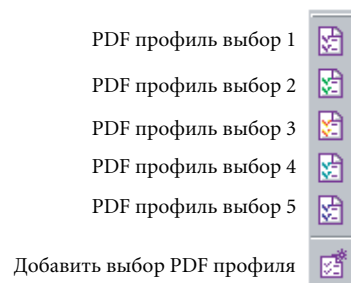 PDF профиль выбор 1
PDF профиль выбор 2
PDF профиль выбор 3
PDF профиль выбор 4
PDF профиль выбор 5
Добавить выбор PDF профиля